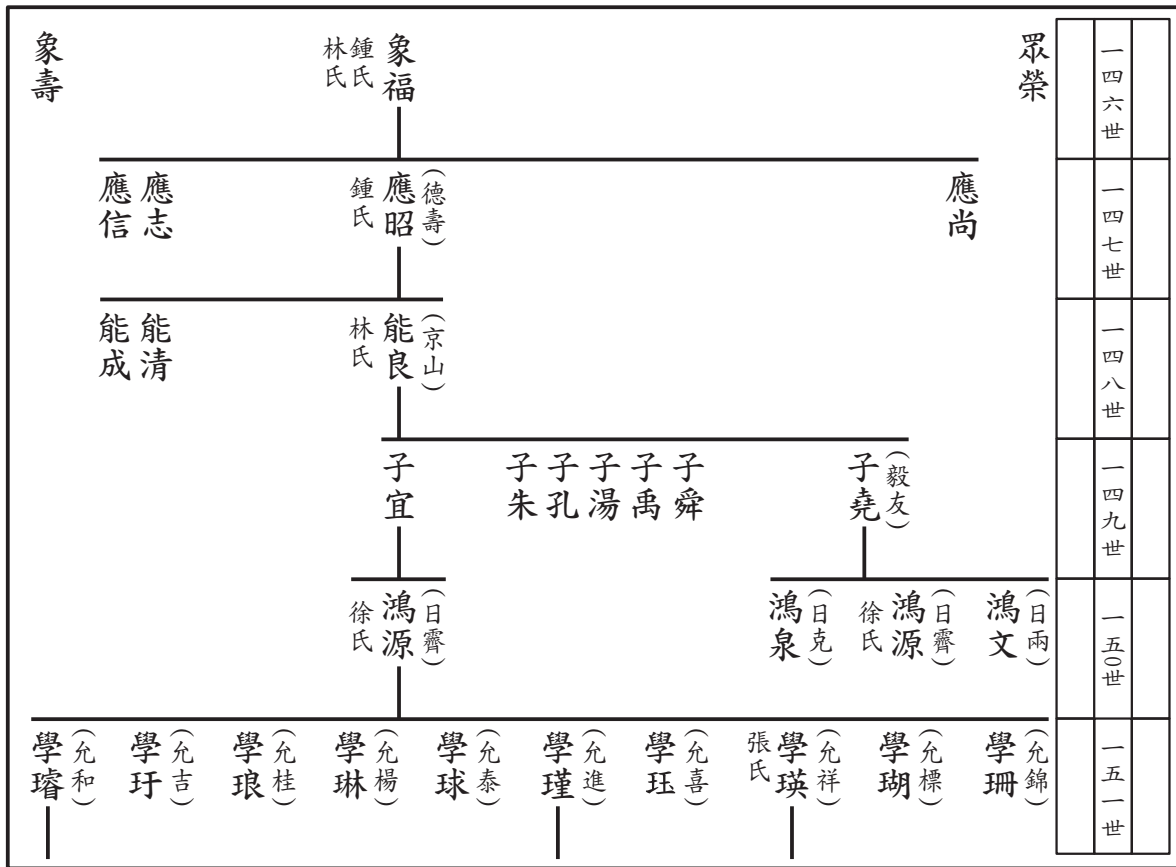 一四六世
眾榮
象福
鍾氏
林氏
象壽
一四七世
應尚
(德壽)
應昭
鍾氏
應志
應信
一四八世
(京山)
能良
林氏
能清
能成
一四九世
(毅友)
子堯
子舜
子禹
子湯
子孔
子朱
子宜
一五○世
(日兩)
鴻文
(日霽)
鴻源
徐氏
(日克)
鴻泉
(日霽)
鴻源
徐氏
一五一世
(允錦)
學珊
(允標)
學瑚
(允祥)
學瑛
張氏
(允喜)
學珏
(允進)
學瑾
(允泰)
學球
(允楊)
學琳
(允桂)
學琅
(允吉)
學玗
(允和)
學璿